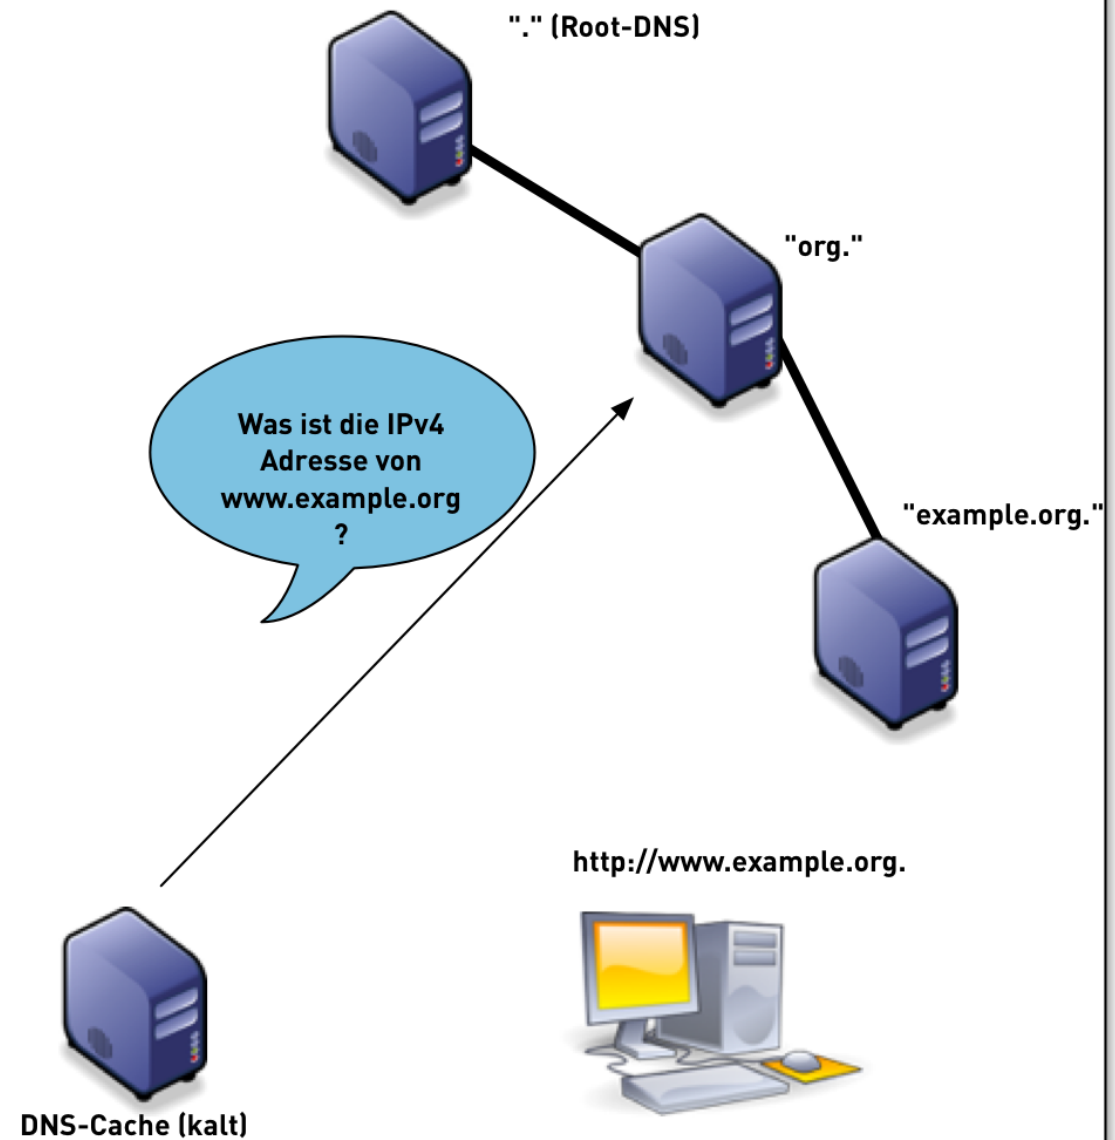 "." (Root-DNS)
"org."
Was ist die IPv4
Adresse von
www.example.org
?
"example.org."
http://www.example.org.
DNS-Cache (kalt)